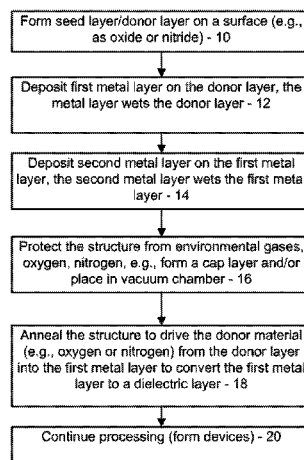 Form seed layer/donor layer on a surface (e.g.,
as oxide or nitride) - 10
Deposit first metal on the donor layer, the
metal layer wets the donor layer - 12
Deposit second metal layer on the first metal
layer, the second metal layer wets the first metal
layer - 14
Protect the structure from environmental gases,
oxygen, nitrogen, e.g., form a cap layer and/or
place in vacuum chamber - 16
Anneal the structure to drive the donor material
(e.g., oxygen or nitrogen) from the donor layer
into the first metal layer to convert the first metal
layer to a dielectric layer - 18
Continue processing (form devices) - 20